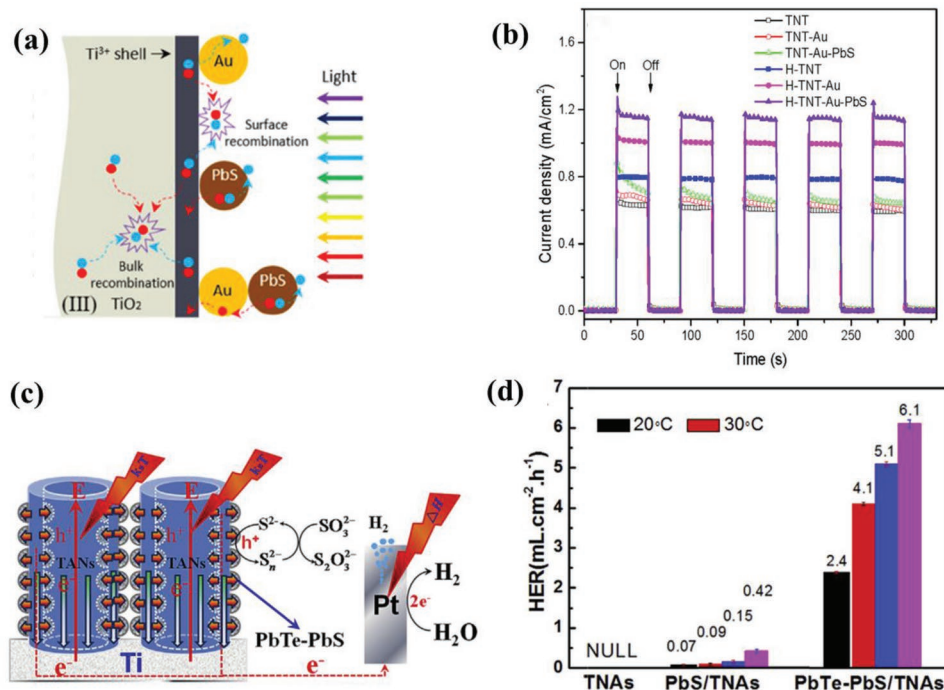 (a)
Ti³⁺ shell
Au
Light
Surface
recombination
PbS
Bulk
recombination
(III)
TiO₂
Au
PbS
(b)
Current density (mA/cm²)
1.6
1.2
0.8
0.4
0.0
On
Off
TNT
TNT-Au
TNT-Au-PbS
H-TNT
H-TNT-Au
H-TNT-Au-PbS
0 50 100 150 200 250 300
Time (s)
(c)
k₈T
k₈T
E
E
h⁺
h⁺
TANs
TANs
e⁻
e⁻
S²⁻
SO₃²⁻
H₂
h⁺
Sₙ²⁻
S₂O₃²⁻
ΔH
H₂
Pt
2e⁻
H₂O
PbTe-PbS
e⁻
Ti
e⁻
(d)
HER(mL.cm⁻².h⁻¹)
7
6
5
4
3
2
1
0
20◦C
30◦C
NULL
0.07
0.09
0.15
0.42
2.4
4.1
5.1
6.1
TNAs
PbS/TNAs
PbTe-PbS/TNAs